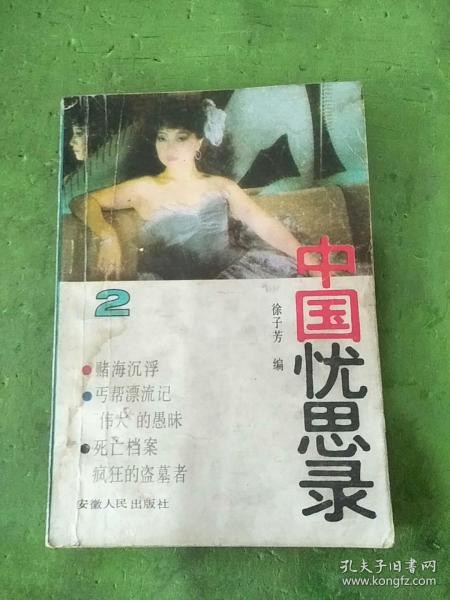 中国忧思录
2
徐子芳 编
赌海沉浮
丐帮漂流记
“伟大”的愚昧
死亡档案
疯狂的盗墓者
安徽人民出版社
孔夫子旧书网
www.kongfz.com